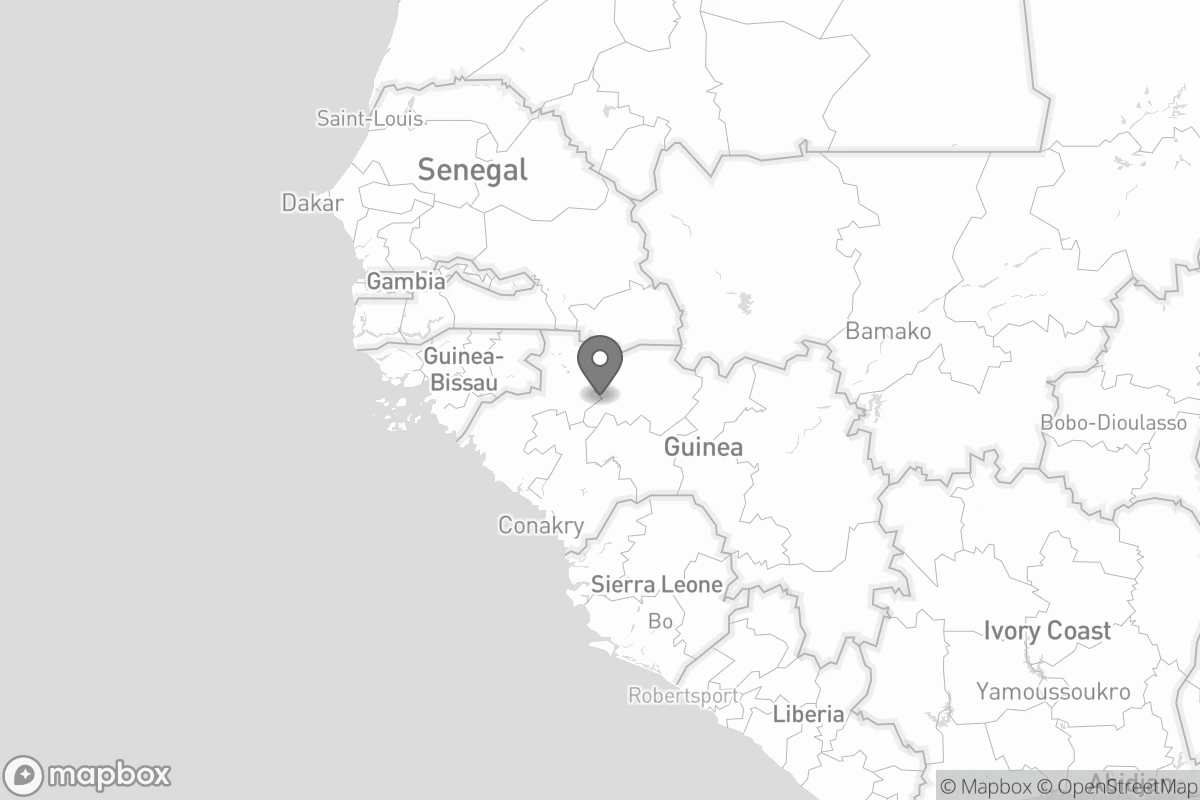 Saint-Louis
Senegal
Dakar
Gambia
Bamako
Guinea-
Bissau
Bobo-Dioulasso
Guinea
Conakry
Sierra Leone
Bo
Ivory Coast
Yamoussoukro
Robertsport
Liberia
Abidjan
mapbox
© Mapbox © OpenStreetMap